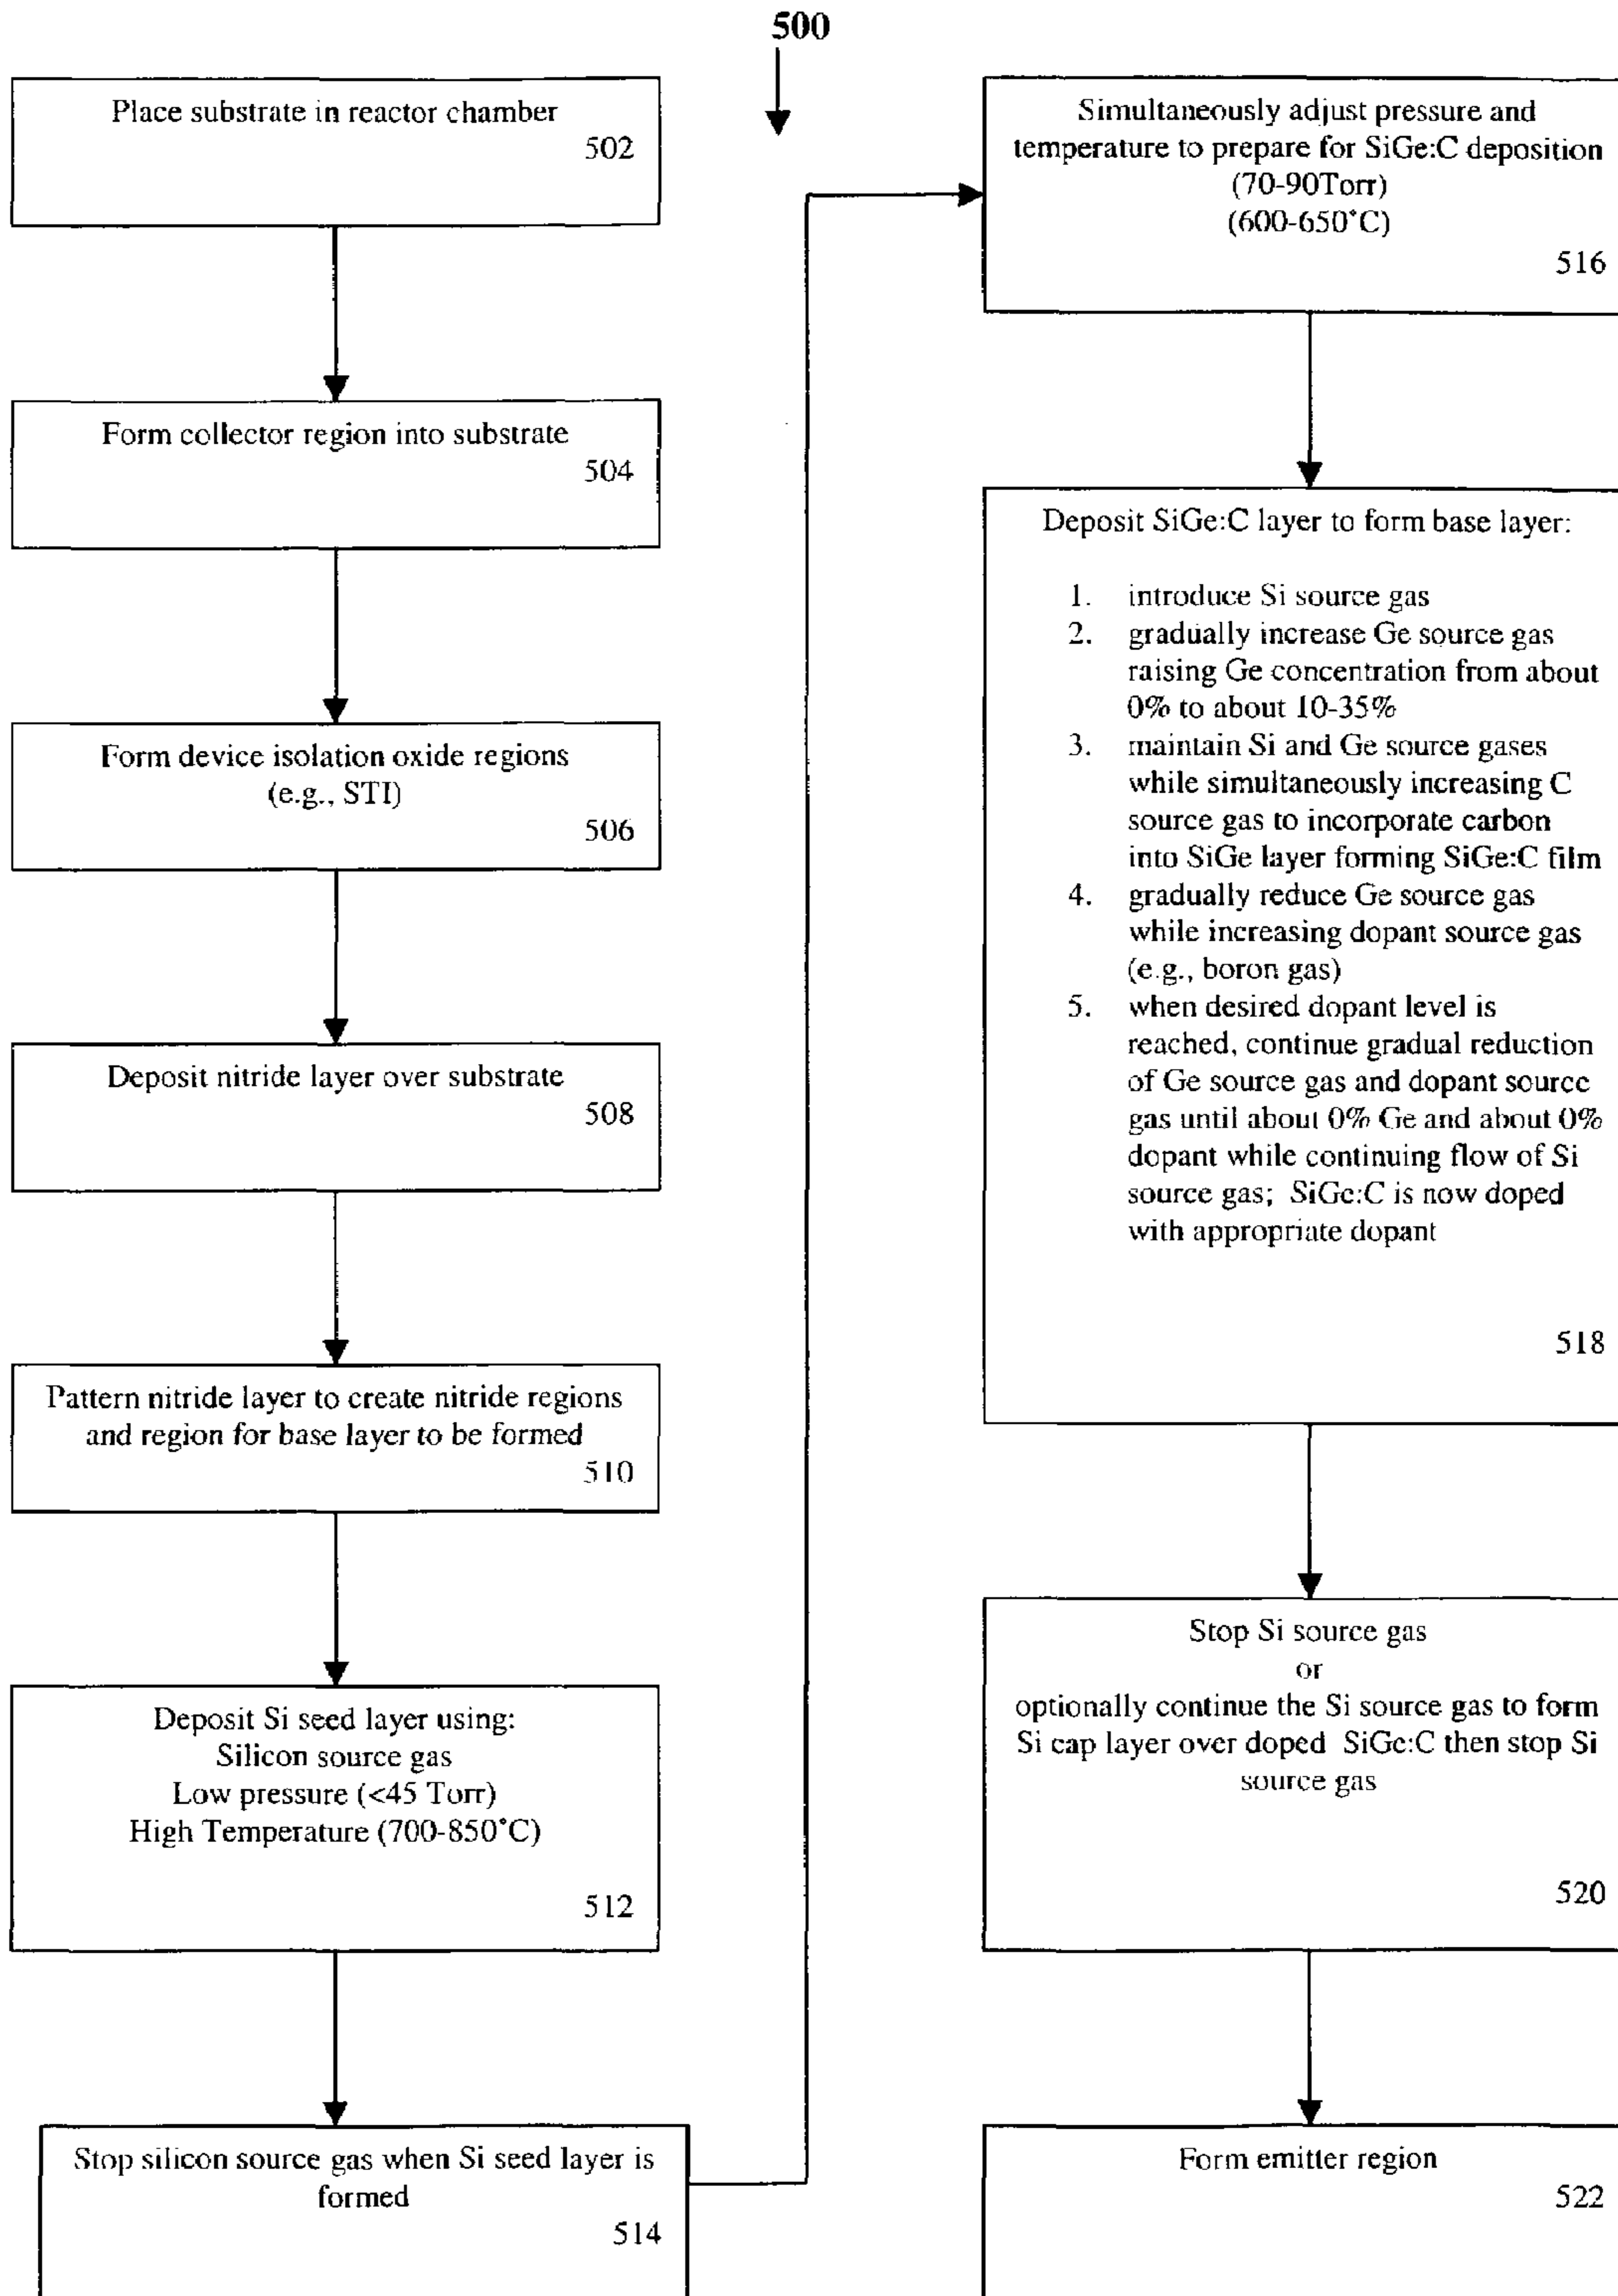 500
Place substrate in reactor chamber
502
Form collector region into substrate
504
Form device isolation oxide regions
(e.g., STI)
506
Deposit nitride layer over substrate
508
Pattern nitride layer to create nitride regions
and region for base layer to be formed
510
Deposit Si seed layer using:
Silicon source gas
Low pressure (<45 Torr)
High Temperature (700-850°C)
512
Stop silicon source gas when Si seed layer is
formed
514
Simultaneously adjust pressure and
temperature to prepare for SiGe:C deposition
(70-90Torr)
(600-650°C)
516
Deposit SiGe:C layer to form base layer:
1. introduce Si source gas
2. gradually increase Ge source gas
raising Ge concentration from about
0% to about 10-35%
3. maintain Si and Ge source gases
while simultaneously increasing C
source gas to incorporate carbon
into SiGe layer forming SiGe:C film
4. gradually reduce Ge source gas
while increasing dopant source gas
(e.g., boron gas)
5. when desired dopant level is
reached, continue gradual reduction
of Ge source gas and dopant source
gas until about 0% Ge and about 0%
dopant while continuing flow of Si
source gas; SiGe:C is now doped
with appropriate dopant
518
Stop Si source gas
or
optionally continue the Si source gas to form
Si cap layer over doped SiGe:C then stop Si
source gas
520
Form emitter region
522